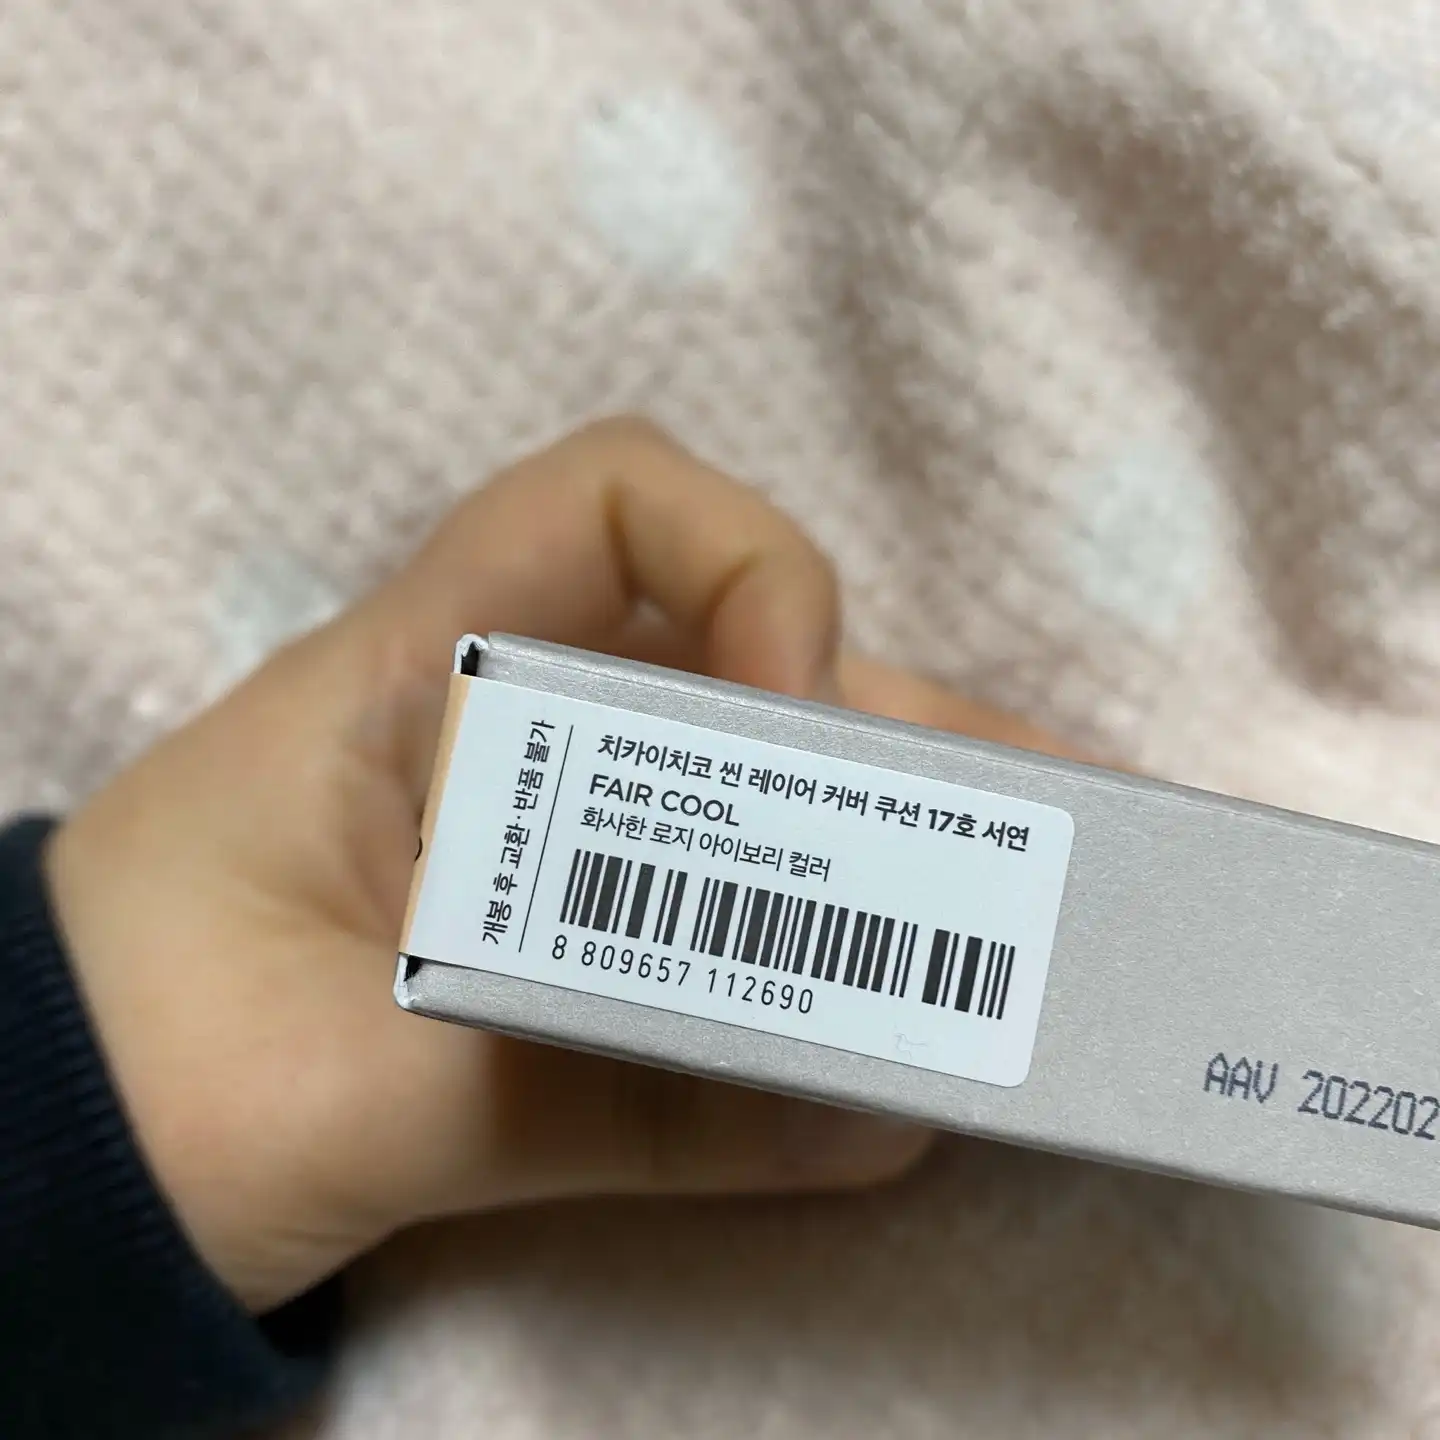 개봉 후 교환·반품 불가
치카이치코 씬 레이어 커버 쿠션 17호 서연
FAIR COOL
화사한 로지 아이보리 컬러
8 809657 112690
AAV 202202